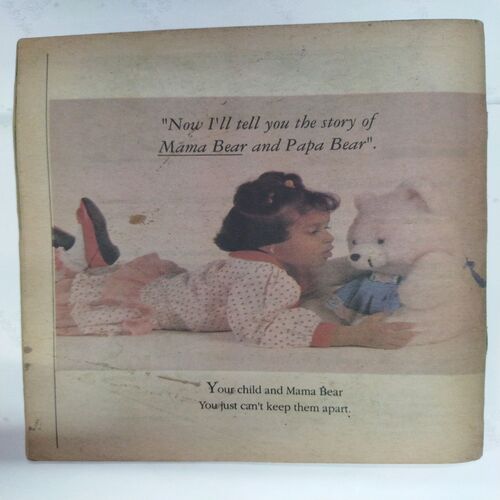 "Now I'll tell you the story of
Mama Bear and Papa Bear".
Your child and Mama Bear
You just can't keep them apart.